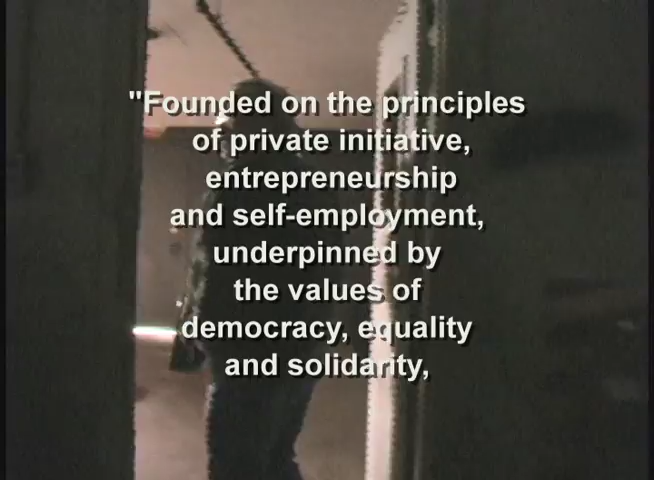 "Founded on the principles
of private initiative,
entrepreneurship
and self-employment,
underpinned by
the values of
democracy, equality
and solidarity,